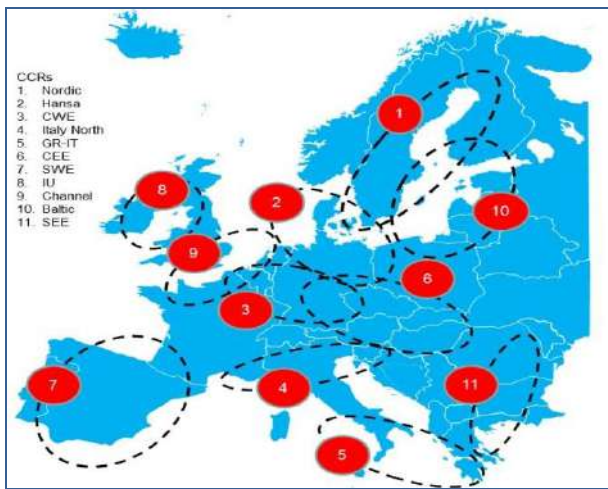 CCRs
1. Nordic
2. Hansa
3. CWE
4. Italy North
5. GR-IT
6. CEE
7. SWE
8. IU
9. Channel
10. Baltic
11. SEE
1
8
2
10
9
6
3
7
4
11
5